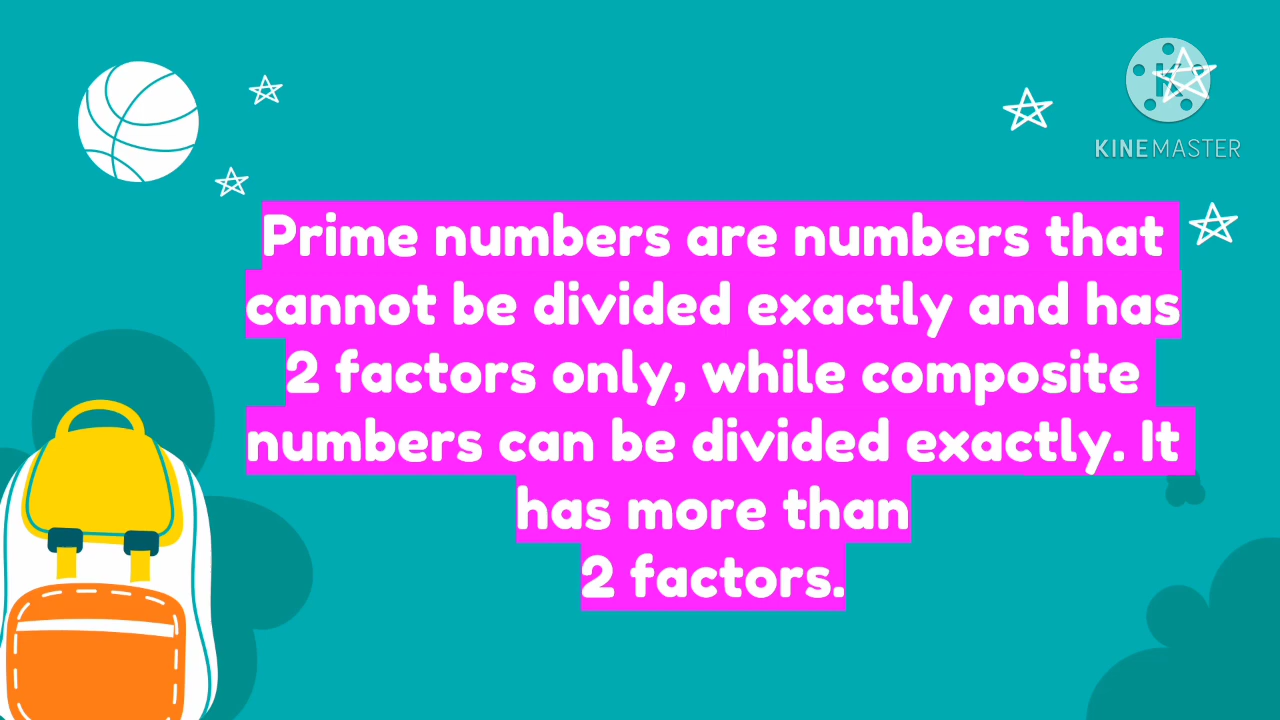 KINEMASTER
Prime numbers are numbers that
cannot be divided exactly and has
2 factors only, while composite
numbers can be divided exactly. It
has more than
2 factors.